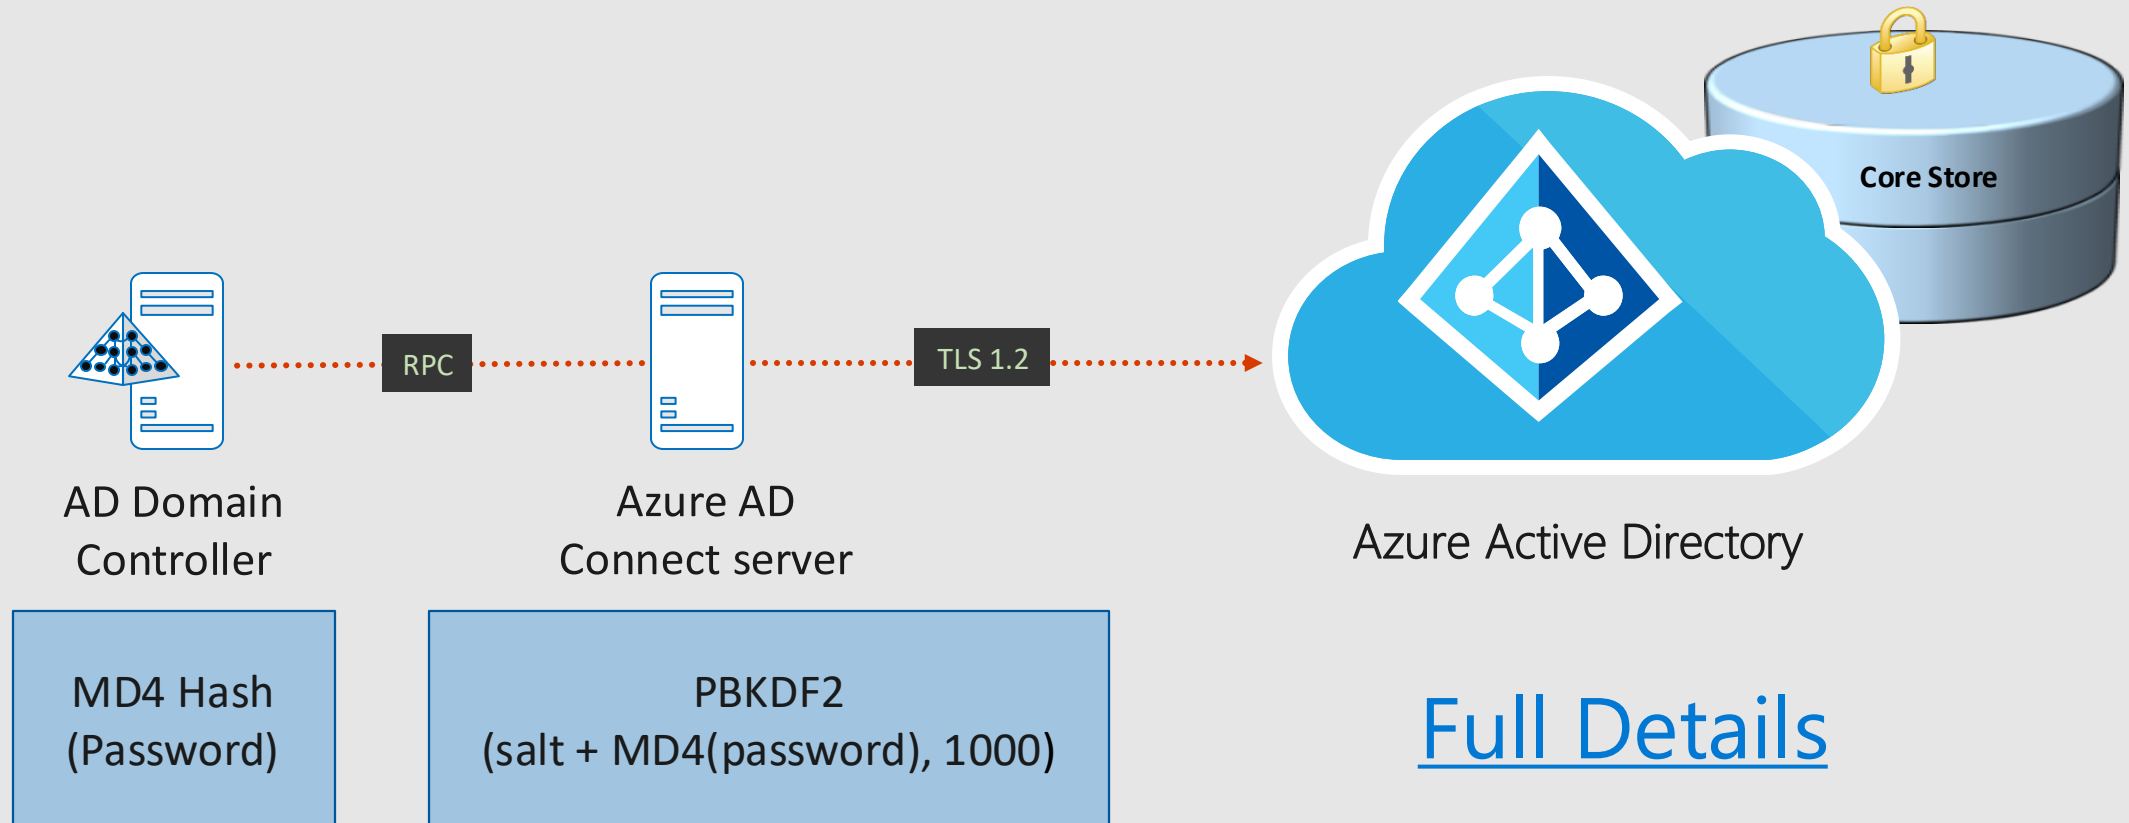 Core Store
RPC
TLS 1.2
AD Domain
Controller
Azure AD
Connect server
Azure Active Directory
MD4 Hash
(Password)
PBKDF2
(salt + MD4(password), 1000)
Full Details